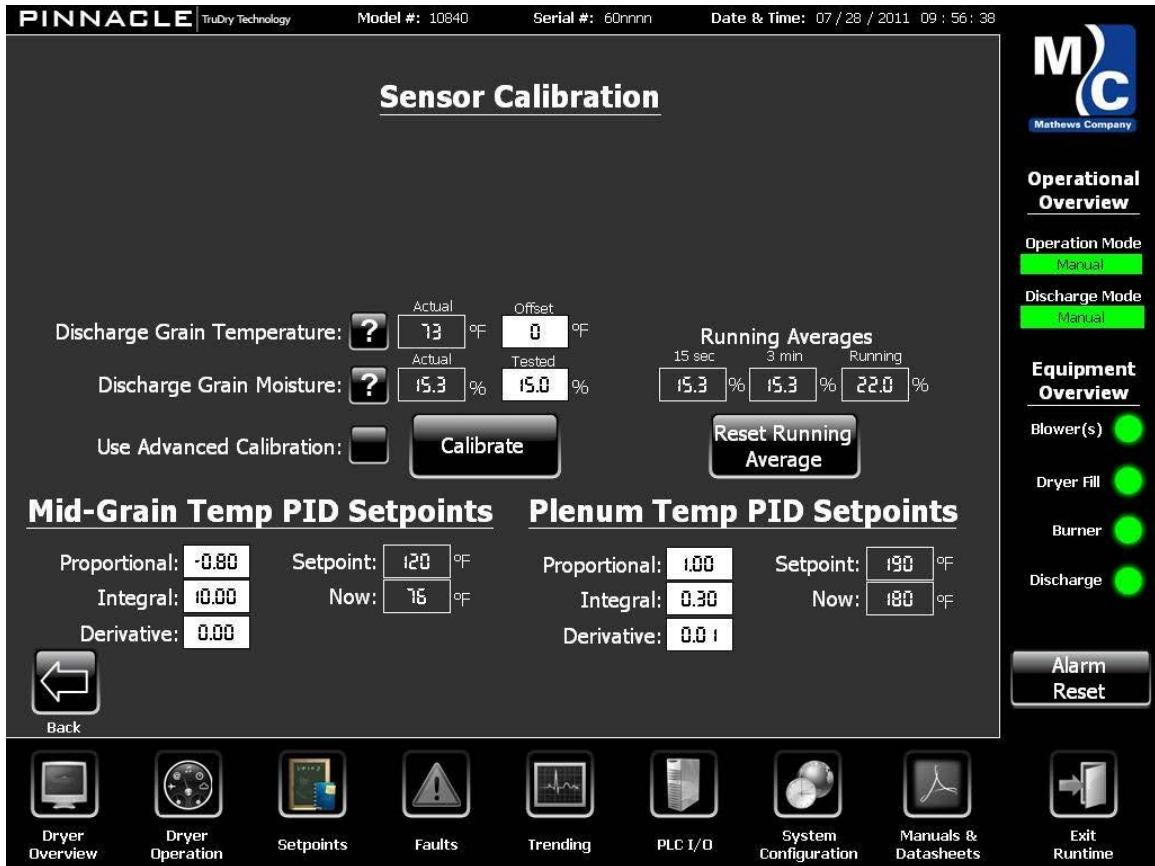 PINNACLE TruDry Technology Model #: 10840 Serial #: 60nnnn Date & Time: 07 / 28 / 2011 09 : 56 : 38
MC
Mathews Company
Sensor Calibration
Operational
Overview
Operation Mode
Manual
Discharge Mode
Manual
Actual Offset
Discharge Grain Temperature: ? 73 °F 0 °F
Running Averages
Actual Tested 15 sec 3 min Running
Discharge Grain Moisture: ? 15.3 % 15.0 % 15.3 % 15.3 % 22.0 %
Use Advanced Calibration: Calibrate
Reset Running
Average
Equipment
Overview
Blower(s)
Dryer Fill
Burner
Discharge
Mid-Grain Temp PID Setpoints
Proportional: -0.80 Setpoint: 120 °F
Integral: 10.00 Now: 76 °F
Derivative: 0.00
Plenum Temp PID Setpoints
Proportional: 1.00 Setpoint: 190 °F
Integral: 0.30 Now: 180 °F
Derivative: 0.01
Alarm
Reset
Back
Dryer
Overview
Dryer
Operation
Setpoints
Faults
Trending
PLC I/O
System
Configuration
Manuals &
Datasheets
Exit
Runtime